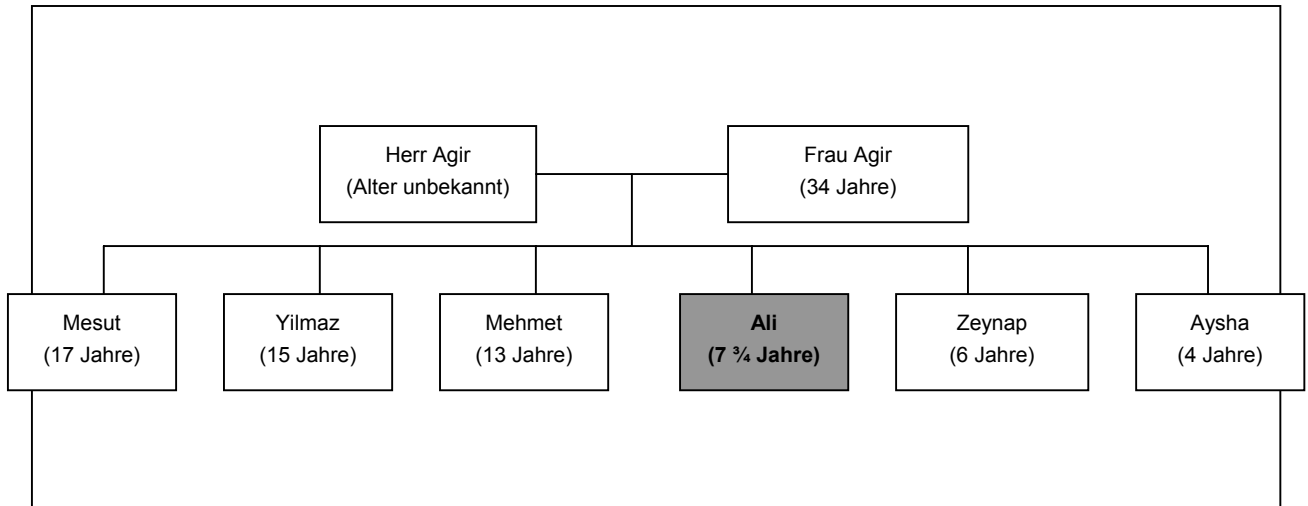 Herr Agir
(Alter unbekannt)
Frau Agir
(34 Jahre)
Mesut
(17 Jahre)
Yilmaz
(15 Jahre)
Mehmet
(13 Jahre)
Ali
(7 ¾ Jahre)
Zeynap
(6 Jahre)
Aysha
(4 Jahre)